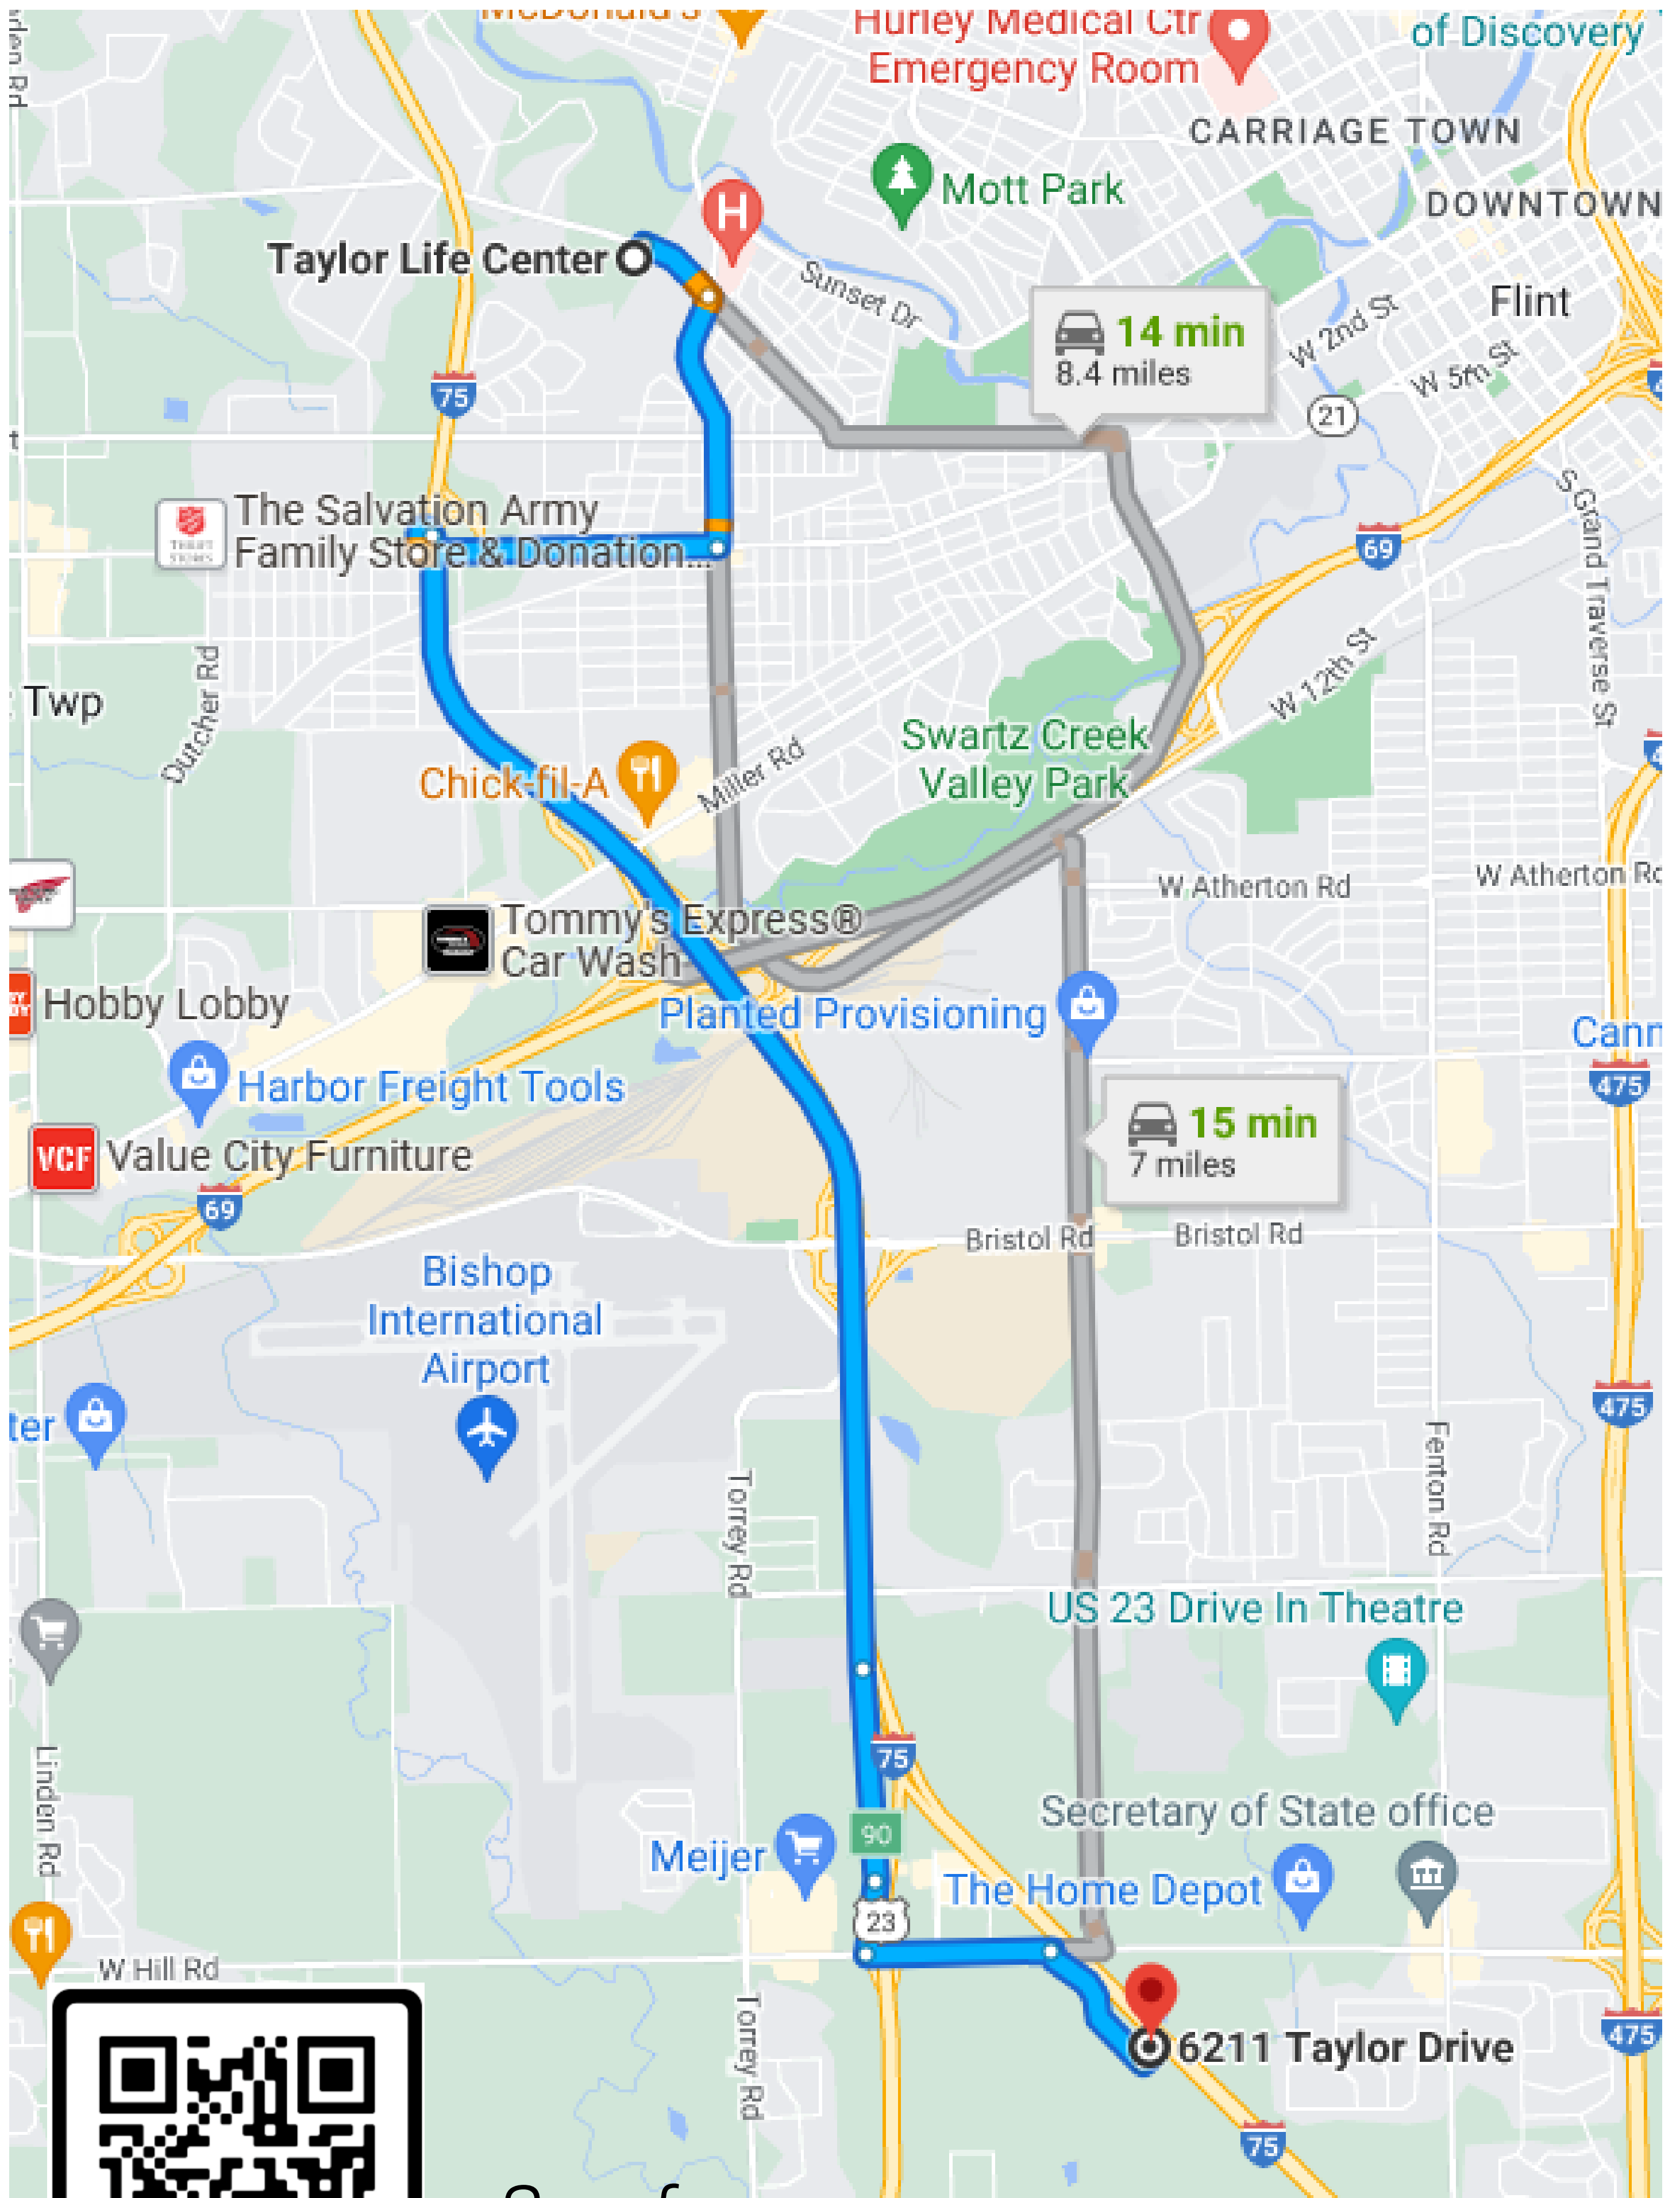 McDonald's
Hurley Medical Ctr
Emergency Room
of Discovery
CARRIAGE TOWN
Mott Park
DOWNTOWN
H
Taylor Life Center
Sunset Dr
Flint
14 min
8.4 miles
W 2nd St
W 5th St
75
21
The Salvation Army
Family Store & Donation...
THRIFT
STORES
69
S Grand Traverse St
Twp
Dutcher Rd
W 12th St
Swartz Creek
Valley Park
Chick-fil-A
Miller Rd
W Atherton Rd
W Atherton Rd
Tommy's Express®
Car Wash
Hobby Lobby
Planted Provisioning
Harbor Freight Tools
475
VCF
Value City Furniture
15 min
7 miles
69
Bristol Rd
Bristol Rd
Bishop
International
Airport
475
ter
Fenton Rd
Torrey Rd
US 23 Drive In Theatre
75
Linden Rd
90
Secretary of State office
Meijer
The Home Depot
23
W Hill Rd
6211 Taylor Drive
475
Torrey Rd
75